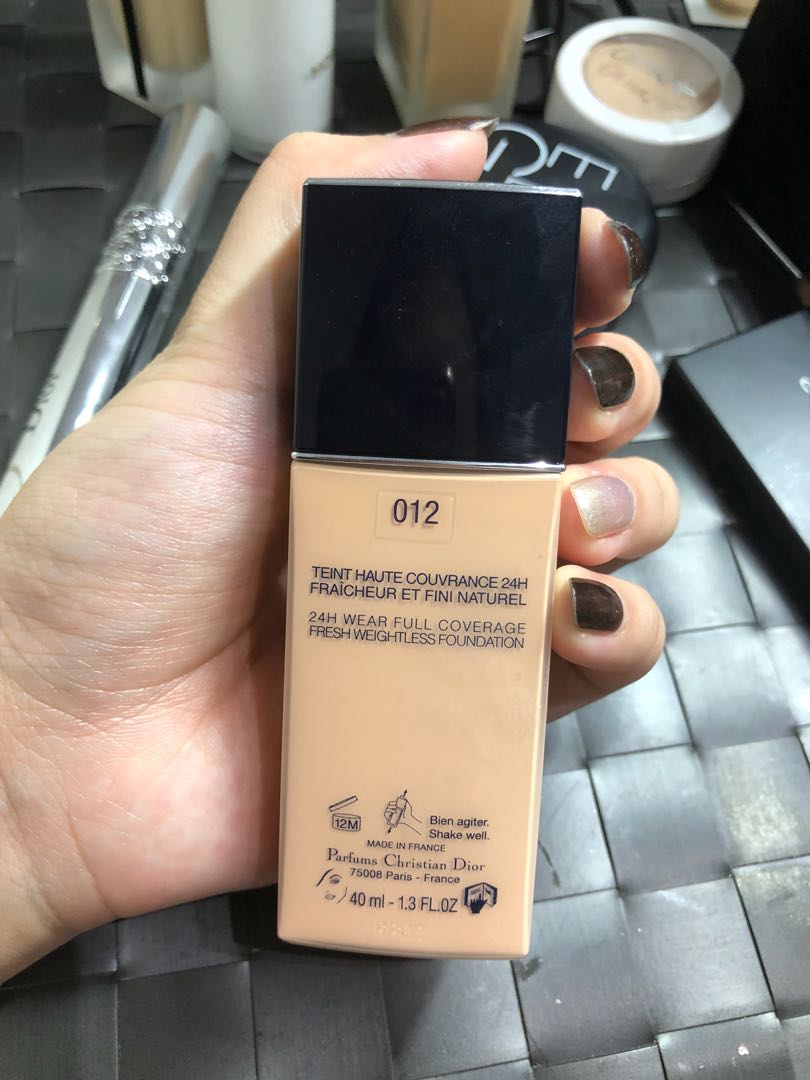 012
TEINT HAUTE COUVRANCE 24H
FRAÎCHEUR ET FINI NATUREL
24H WEAR FULL COVERAGE
FRESH WEIGHTLESS FOUNDATION
12M
Bien agiter.
Shake well.
MADE IN FRANCE
Parfums Christian Dior
75008 Paris - France
40 ml - 1.3 FL.OZ
Dior